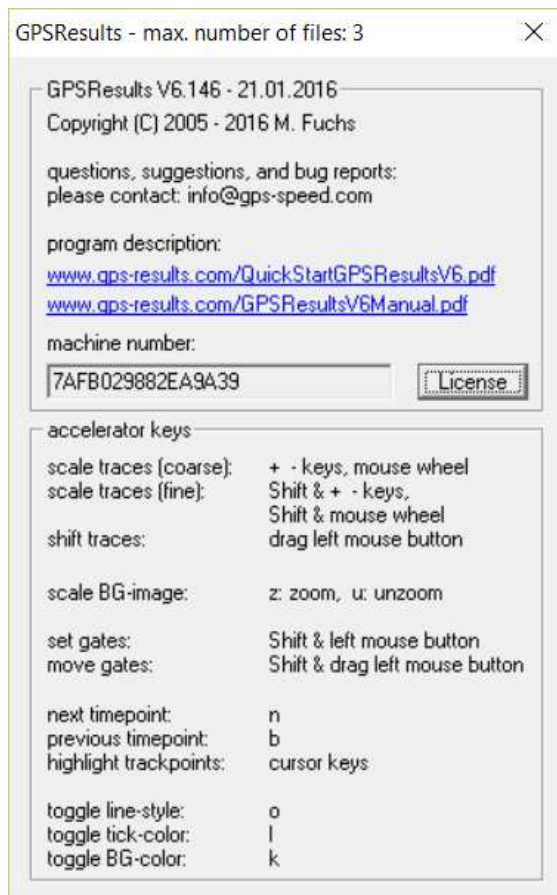 GPSResults - max. number of files: 3
GPSResults V6.146 - 21.01.2016
Copyright (C) 2005 - 2016 M. Fuchs
questions, suggestions, and bug reports:
please contact: info@gps-speed.com
program description:
www.gps-results.com/QuickStartGPSResultsV6.pdf
www.gps-results.com/GPSResultsV6Manual.pdf
machine number:
7AFB029882EA9A39 License
accelerator keys
scale traces (coarse): + - keys, mouse wheel
scale traces (fine): Shift & + - keys,
Shift & mouse wheel
shift traces: drag left mouse button
scale BG-image: z: zoom, u: unzoom
set gates: Shift & left mouse button
move gates: Shift & drag left mouse button
next timepoint: n
previous timepoint: b
highlight trackpoints: cursor keys
toggle line-style: o
toggle tick-color: l
toggle BG-color: k